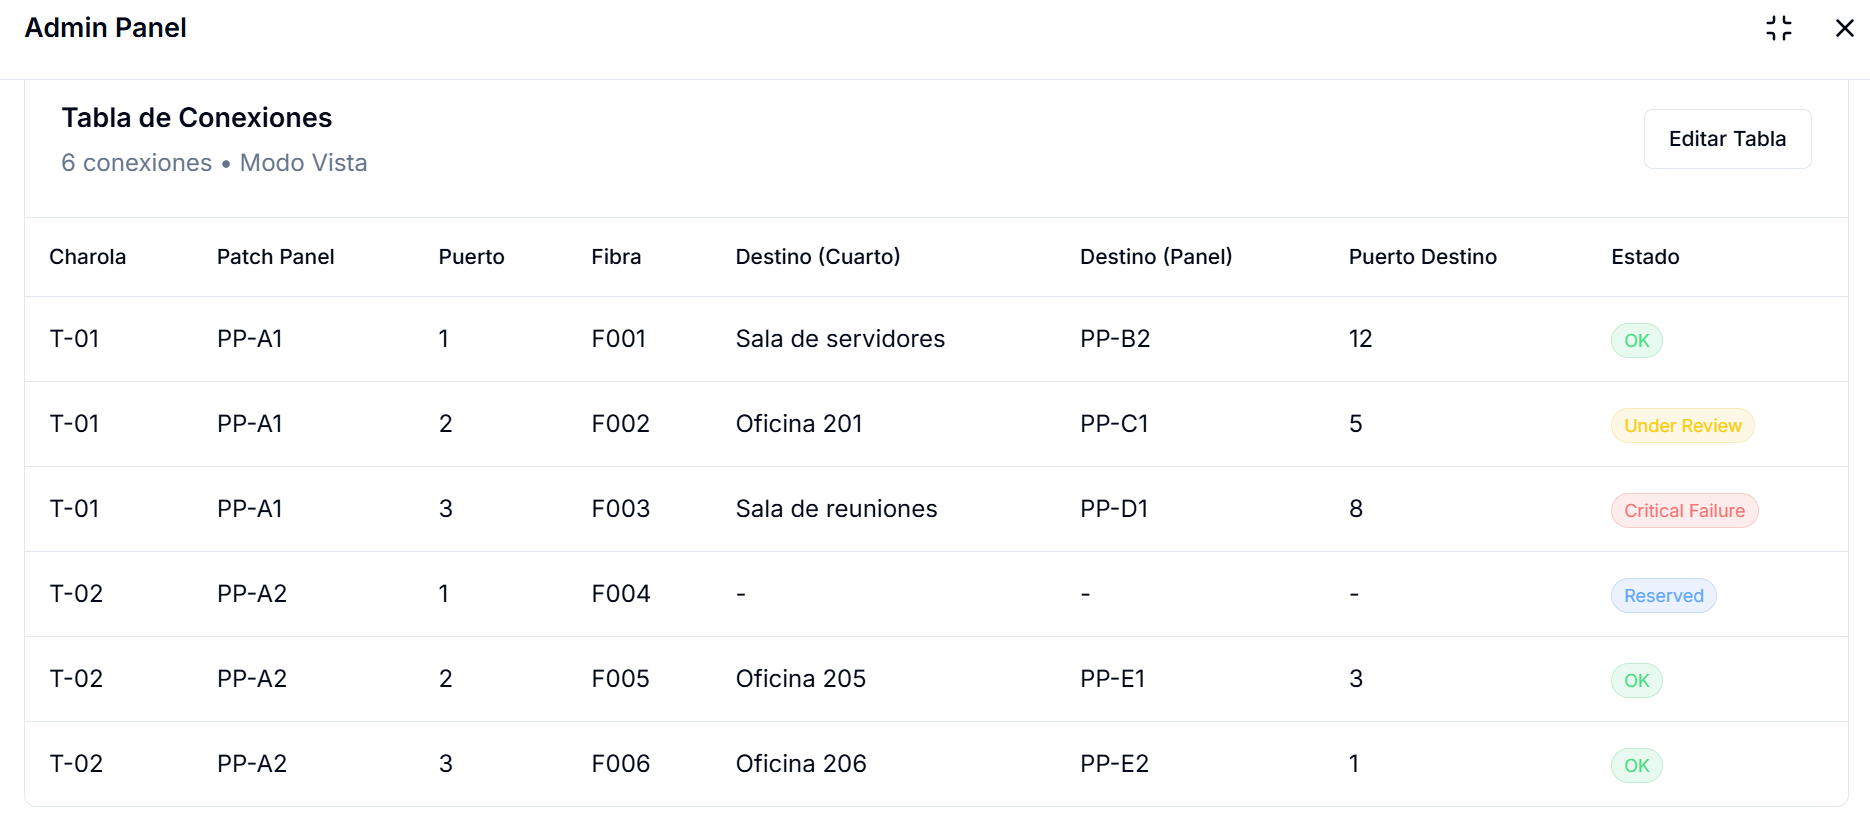 Admin Panel
Tabla de Conexiones
6 conexiones • Modo Vista
Editar Tabla
Charola Patch Panel Puerto Fibra Destino (Cuarto) Destino (Panel) Puerto Destino Estado
T-01 PP-A1 1 F001 Sala de servidores PP-B2 12 OK
T-01 PP-A1 2 F002 Oficina 201 PP-C1 5 Under Review
T-01 PP-A1 3 F003 Sala de reuniones PP-D1 8 Critical Failure
T-02 PP-A2 1 F004 - - - Reserved
T-02 PP-A2 2 F005 Oficina 205 PP-E1 3 OK
T-02 PP-A2 3 F006 Oficina 206 PP-E2 1 OK